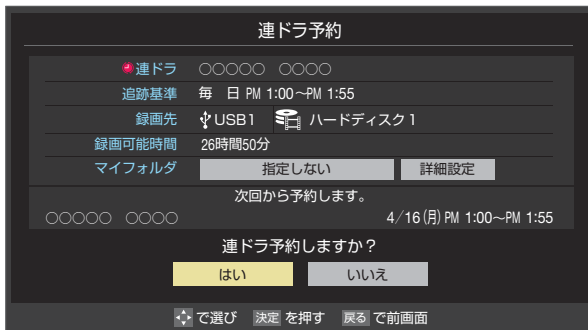 連ドラ予約
連ドラ ○○○○○ ○○○○
追跡基準 毎 日 PM 1:00～PM 1:55
録画先 USB1 ハードディスク1
録画可能時間 26時間50分
マイフォルダ 指定しない 詳細設定
次回から予約します。
○○○○○ ○○○○ 4/16(月) PM 1:00～PM 1:55
連ドラ予約しますか？
はい いいえ
で選び 決定 を押す 戻る で前画面